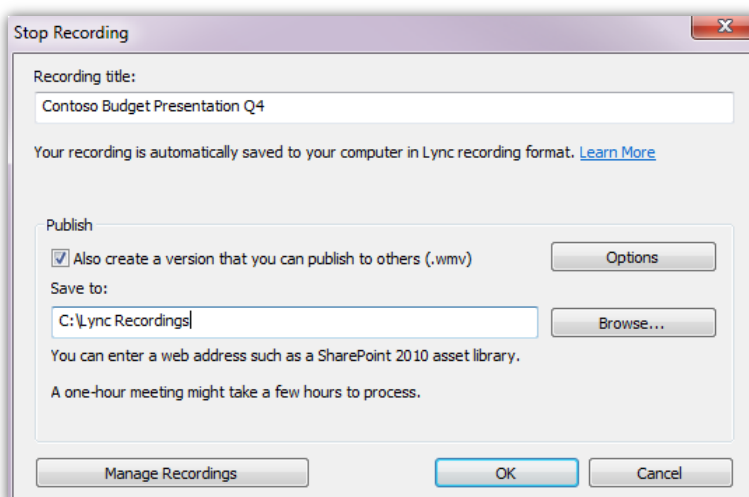 Stop Recording
Recording title:
Contoso Budget Presentation Q4
Your recording is automatically saved to your computer in Lync recording format. Learn More
Publish
Also create a version that you can publish to others (.wmv)
Options
Save to:
C:\Lync Recordings
Browse...
You can enter a web address such as a SharePoint 2010 asset library.
A one-hour meeting might take a few hours to process.
Manage Recordings
OK
Cancel